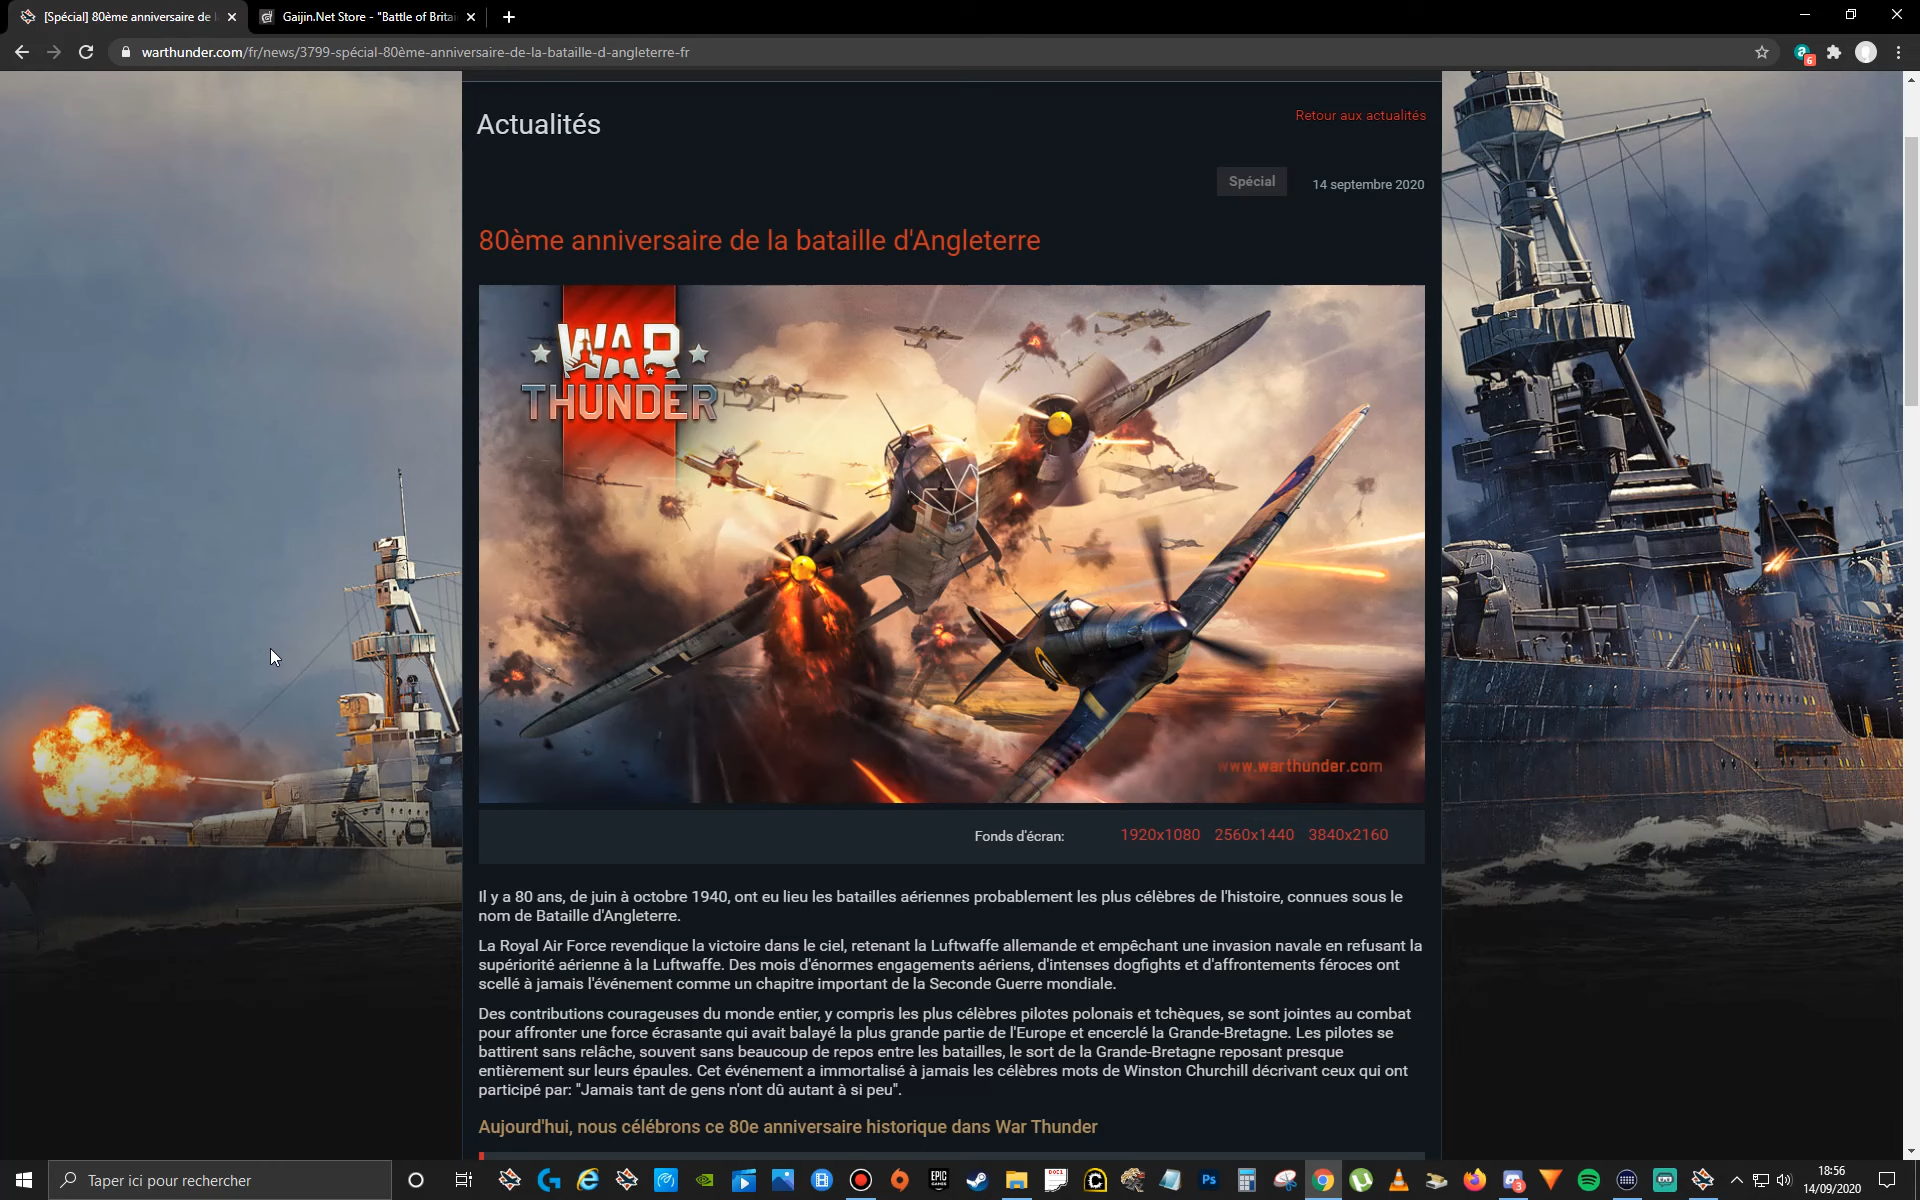 [Spécial] 80ème anniversaire de l
Gaijin.Net Store - "Battle of Britai
warthunder.com/fr/news/3799-spécial-80ème-anniversaire-de-la-bataille-d-angleterre-fr
6
Actualités
Retour aux actualités
Spécial
14 septembre 2020
80ème anniversaire de la bataille d'Angleterre
WAR
THUNDER
www.warthunder.com
Fonds d'écran:
1920x1080 2560x1440 3840x2160
Il y a 80 ans, de juin à octobre 1940, ont eu lieu les batailles aériennes probablement les plus célèbres de l'histoire, connues sous le
nom de Bataille d'Angleterre.
La Royal Air Force revendique la victoire dans le ciel, retenant la Luftwaffe allemande et empêchant une invasion navale en refusant la
supériorité aérienne à la Luftwaffe. Des mois d'énormes engagements aériens, d'intenses dogfights et d'affrontements féroces ont
scellé à jamais l'événement comme un chapitre important de la Seconde Guerre mondiale.
Des contributions courageuses du monde entier, y compris les plus célèbres pilotes polonais et tchèques, se sont jointes au combat
pour affronter une force écrasante qui avait balayé la plus grande partie de l'Europe et encerclé la Grande-Bretagne. Les pilotes se
battirent sans relâche, souvent sans beaucoup de repos entre les batailles, le sort de la Grande-Bretagne reposant presque
entièrement sur leurs épaules. Cet événement a immortalisé à jamais les célèbres mots de Winston Churchill décrivant ceux qui ont
participé par: "Jamais tant de gens n'ont dû autant à si peu".
Aujourd'hui, nous célébrons ce 80e anniversaire historique dans War Thunder
Taper ici pour rechercher
EPIC
GAMES
Ps
3
18:56
14/09/2020